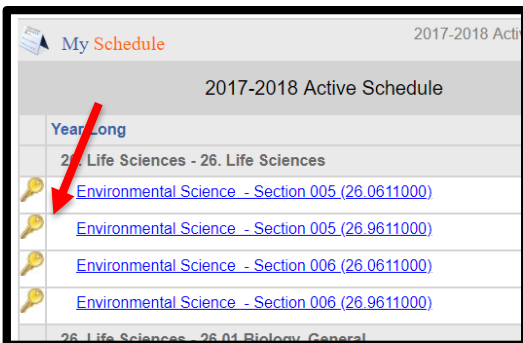 My Schedule
2017-2018 Activ
2017-2018 Active Schedule
Year Long
26. Life Sciences - 26. Life Sciences
Environmental Science - Section 005 (26.0611000)
Environmental Science - Section 005 (26.9611000)
Environmental Science - Section 006 (26.0611000)
Environmental Science - Section 006 (26.9611000)
26. Life Sciences - 26.01 Biology, General